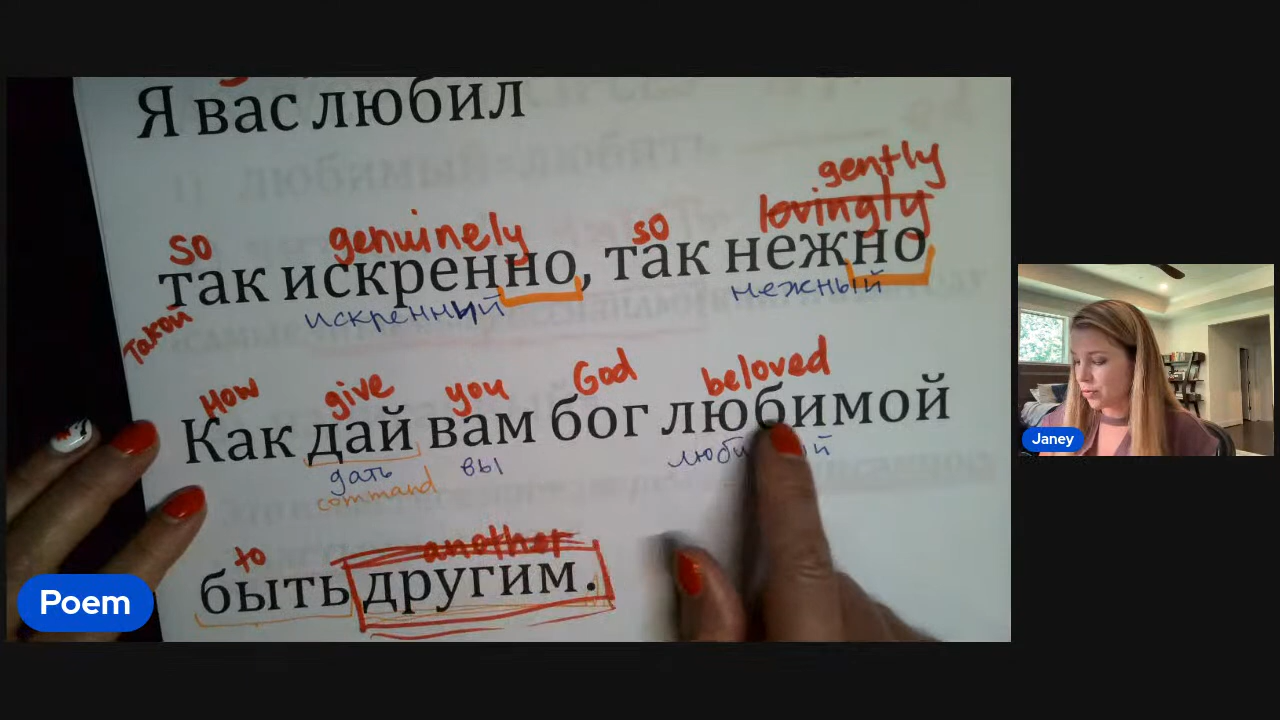 Я вас любил
gently
so genuinely so lovingly
так искренно, так нежно
такой искренный нежный
How give you God beloved
Как дай вам бог любимой
дать вы
command
to another
быть другим.
Poem
Janey